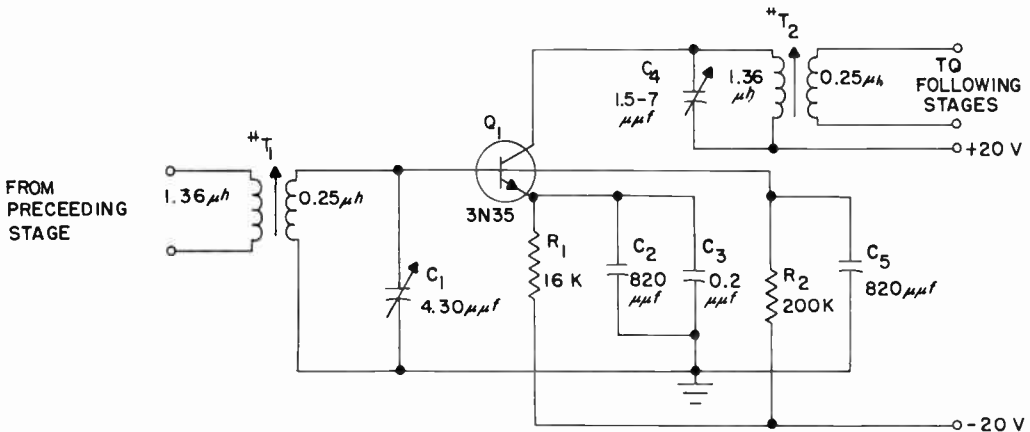 #T2
C4
1.5-7
μμf
1.36
μh
0.25μh
TQ
FOLLOWING
STAGES
+20 V
Q1
3N35
#T1
FROM
PRECEEDING
STAGE
1.36μh
0.25μh
C1
4.30μμf
R1
16 K
C2
820
μμf
C3
0.2
μμf
R2
200K
C5
820μμf
-20 V